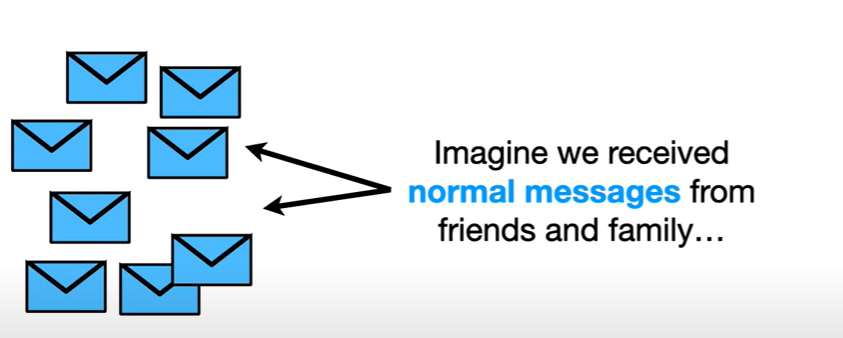 Imagine we received
normal messages from
friends and family…